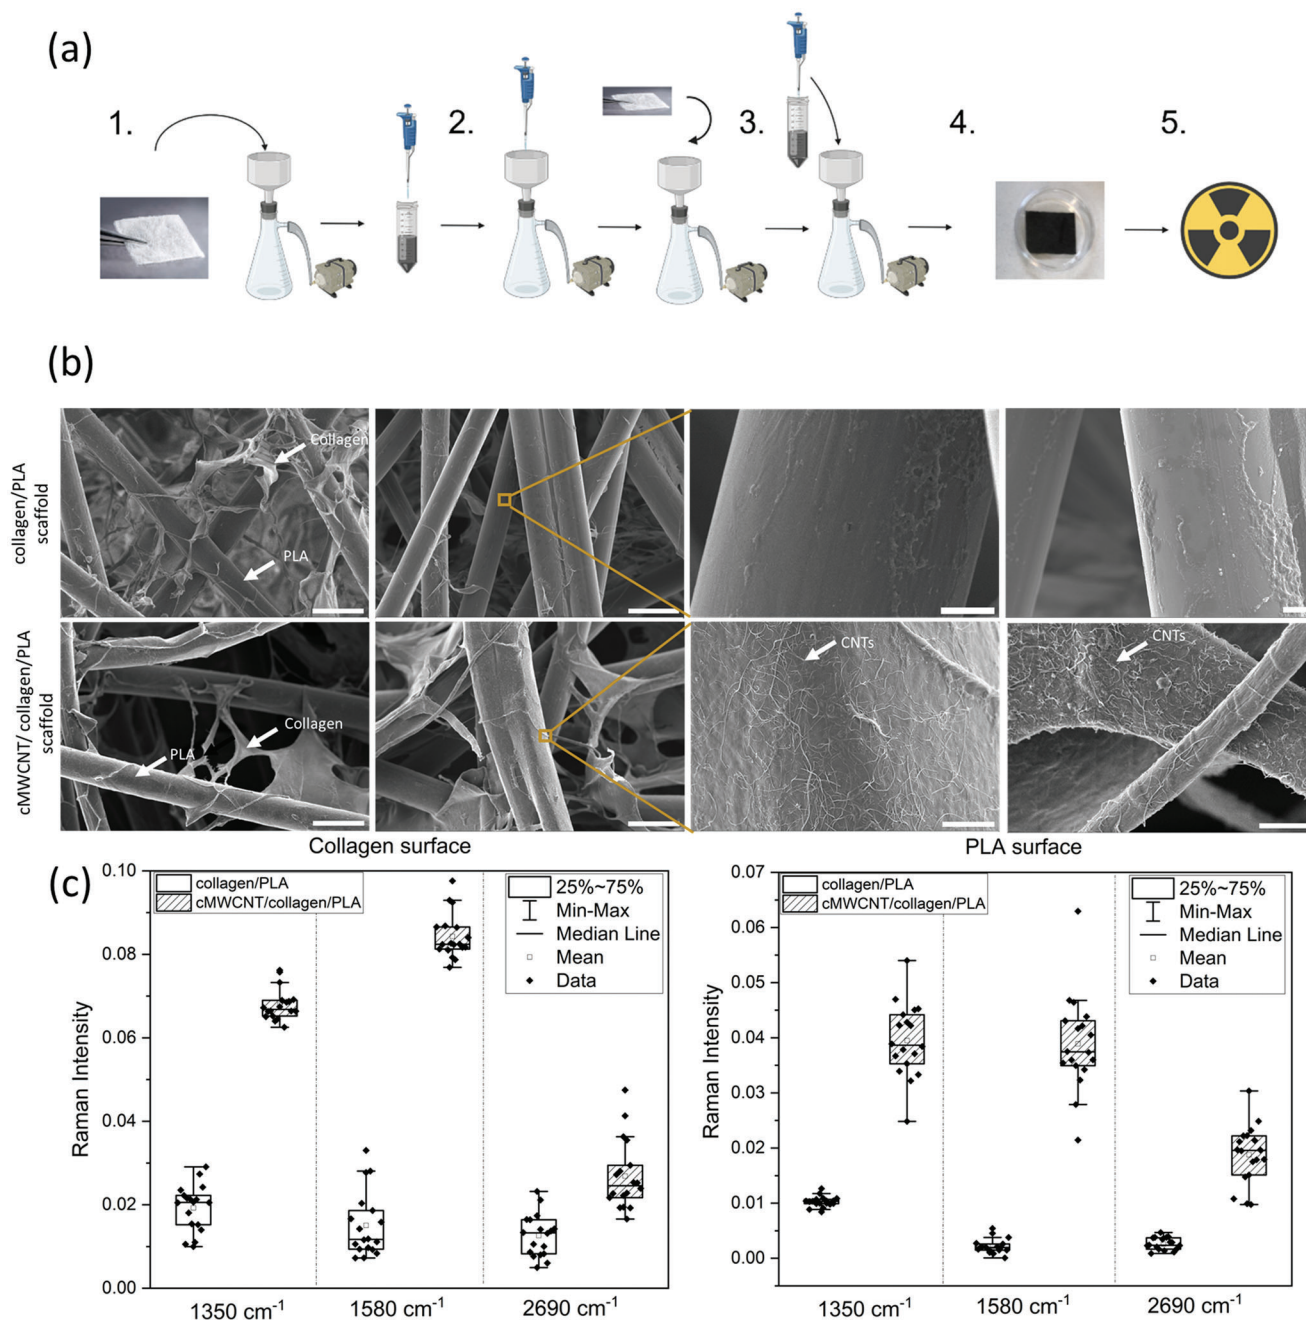 (a)
1.
2.
3.
4.
5.
(b)
collagen/PLA
scaffold
Collagen
PLA
cMWCNT/collagen/PLA
scaffold
Collagen
PLA
CNTs
CNTs
(c)
Collagen surface
collagen/PLA
cMWCNT/collagen/PLA
25%~75%
Min-Max
Median Line
Mean
Data
Raman Intensity
0.10
0.08
0.06
0.04
0.02
0.00
1350 cm⁻¹
1580 cm⁻¹
2690 cm⁻¹
PLA surface
collagen/PLA
cMWCNT/collagen/PLA
25%~75%
Min-Max
Median Line
Mean
Data
Raman Intensity
0.07
0.06
0.05
0.04
0.03
0.02
0.01
0.00
1350 cm⁻¹
1580 cm⁻¹
2690 cm⁻¹